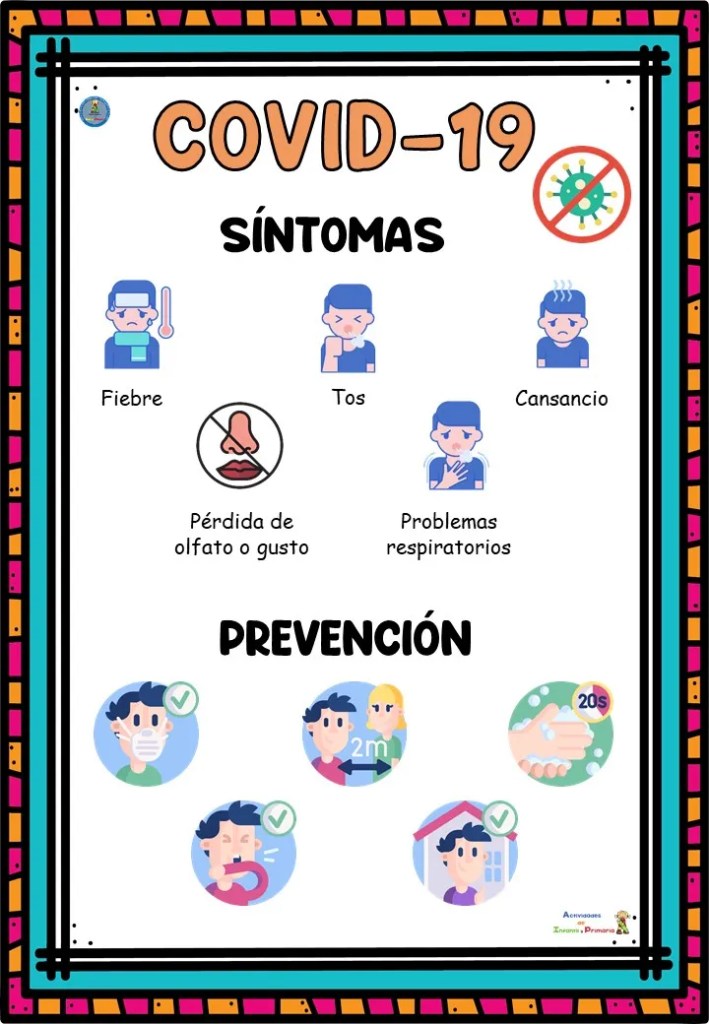 COVID-19
SÍNTOMAS
Fiebre
Tos
Cansancio
Pérdida de
olfato o gusto
Problemas
respiratorios
PREVENCIÓN
2m
20s
Actividades
de
Infantil y Primaria